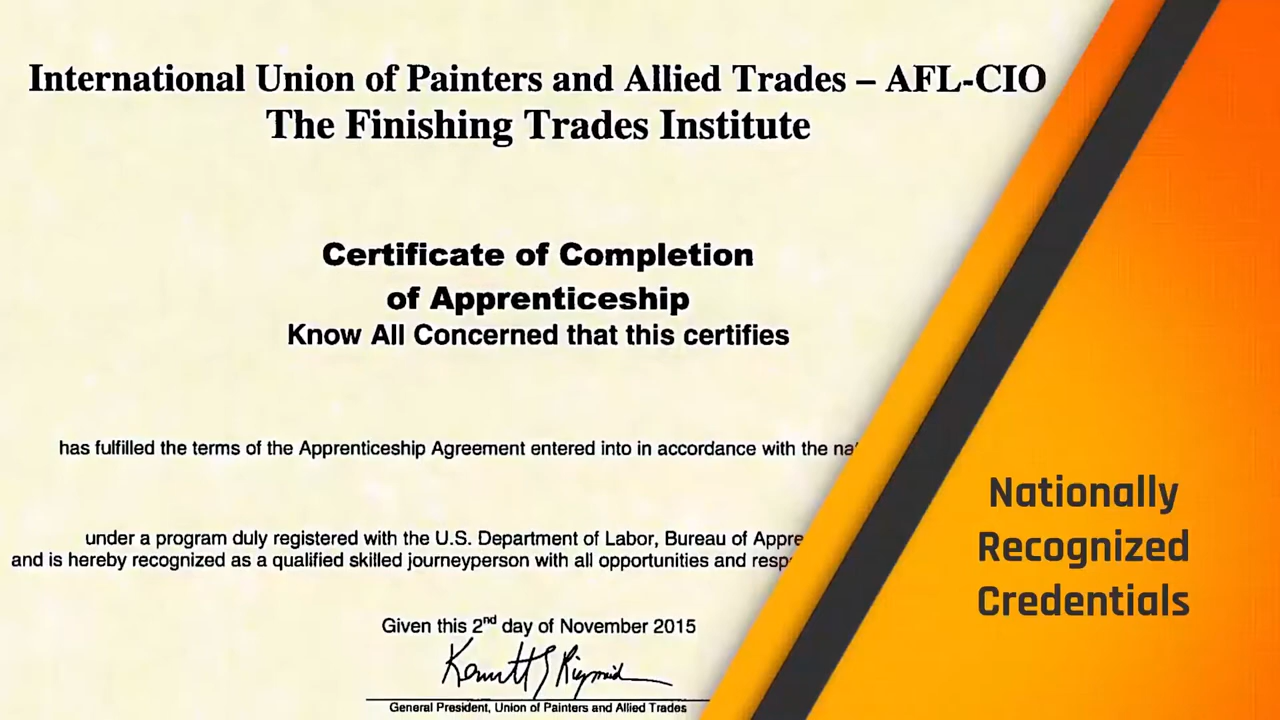 International Union of Painters and Allied Trades – AFL-CIO
The Finishing Trades Institute
Certificate of Completion
of Apprenticeship
Know All Concerned that this certifies
has fulfilled the terms of the Apprenticeship Agreement entered into in accordance with the
under a program duly registered with the U.S. Department of Labor, Bureau of
and is hereby recognized as a qualified skilled journeyperson with all opportunities and
Given this 2nd day of November 2015
General President, Union of Painters and Allied Trades
Nationally
Recognized
Credentials